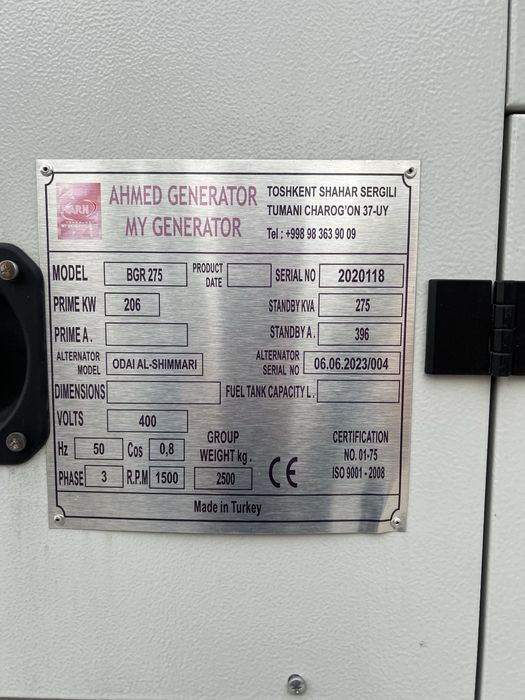 ARN
AHMED GENERATOR
MY GENERATOR
TOSHKENT SHAHAR SERGILI
TUMANI CHAROG'ON 37-UY
Tel : +998 98 363 90 09
MODEL BGR 275 PRODUCT DATE SERIAL NO 2020118
PRIME KW 206 STANDBY KVA 275
PRIME A . STANDBY A . 396
ALTERNATOR MODEL ODAI AL-SHIMMARI ALTERNATOR SERIAL NO 06.06.2023/004
DIMENSIONS FUEL TANK CAPACITY L .
VOLTS 400
Hz 50 Cos 0,8 GROUP WEIGHT kg . 2500
PHASE 3 R.P.M 1500
CE
CERTIFICATION
NO. 01-75
ISO 9001 - 2008
Made in Turkey